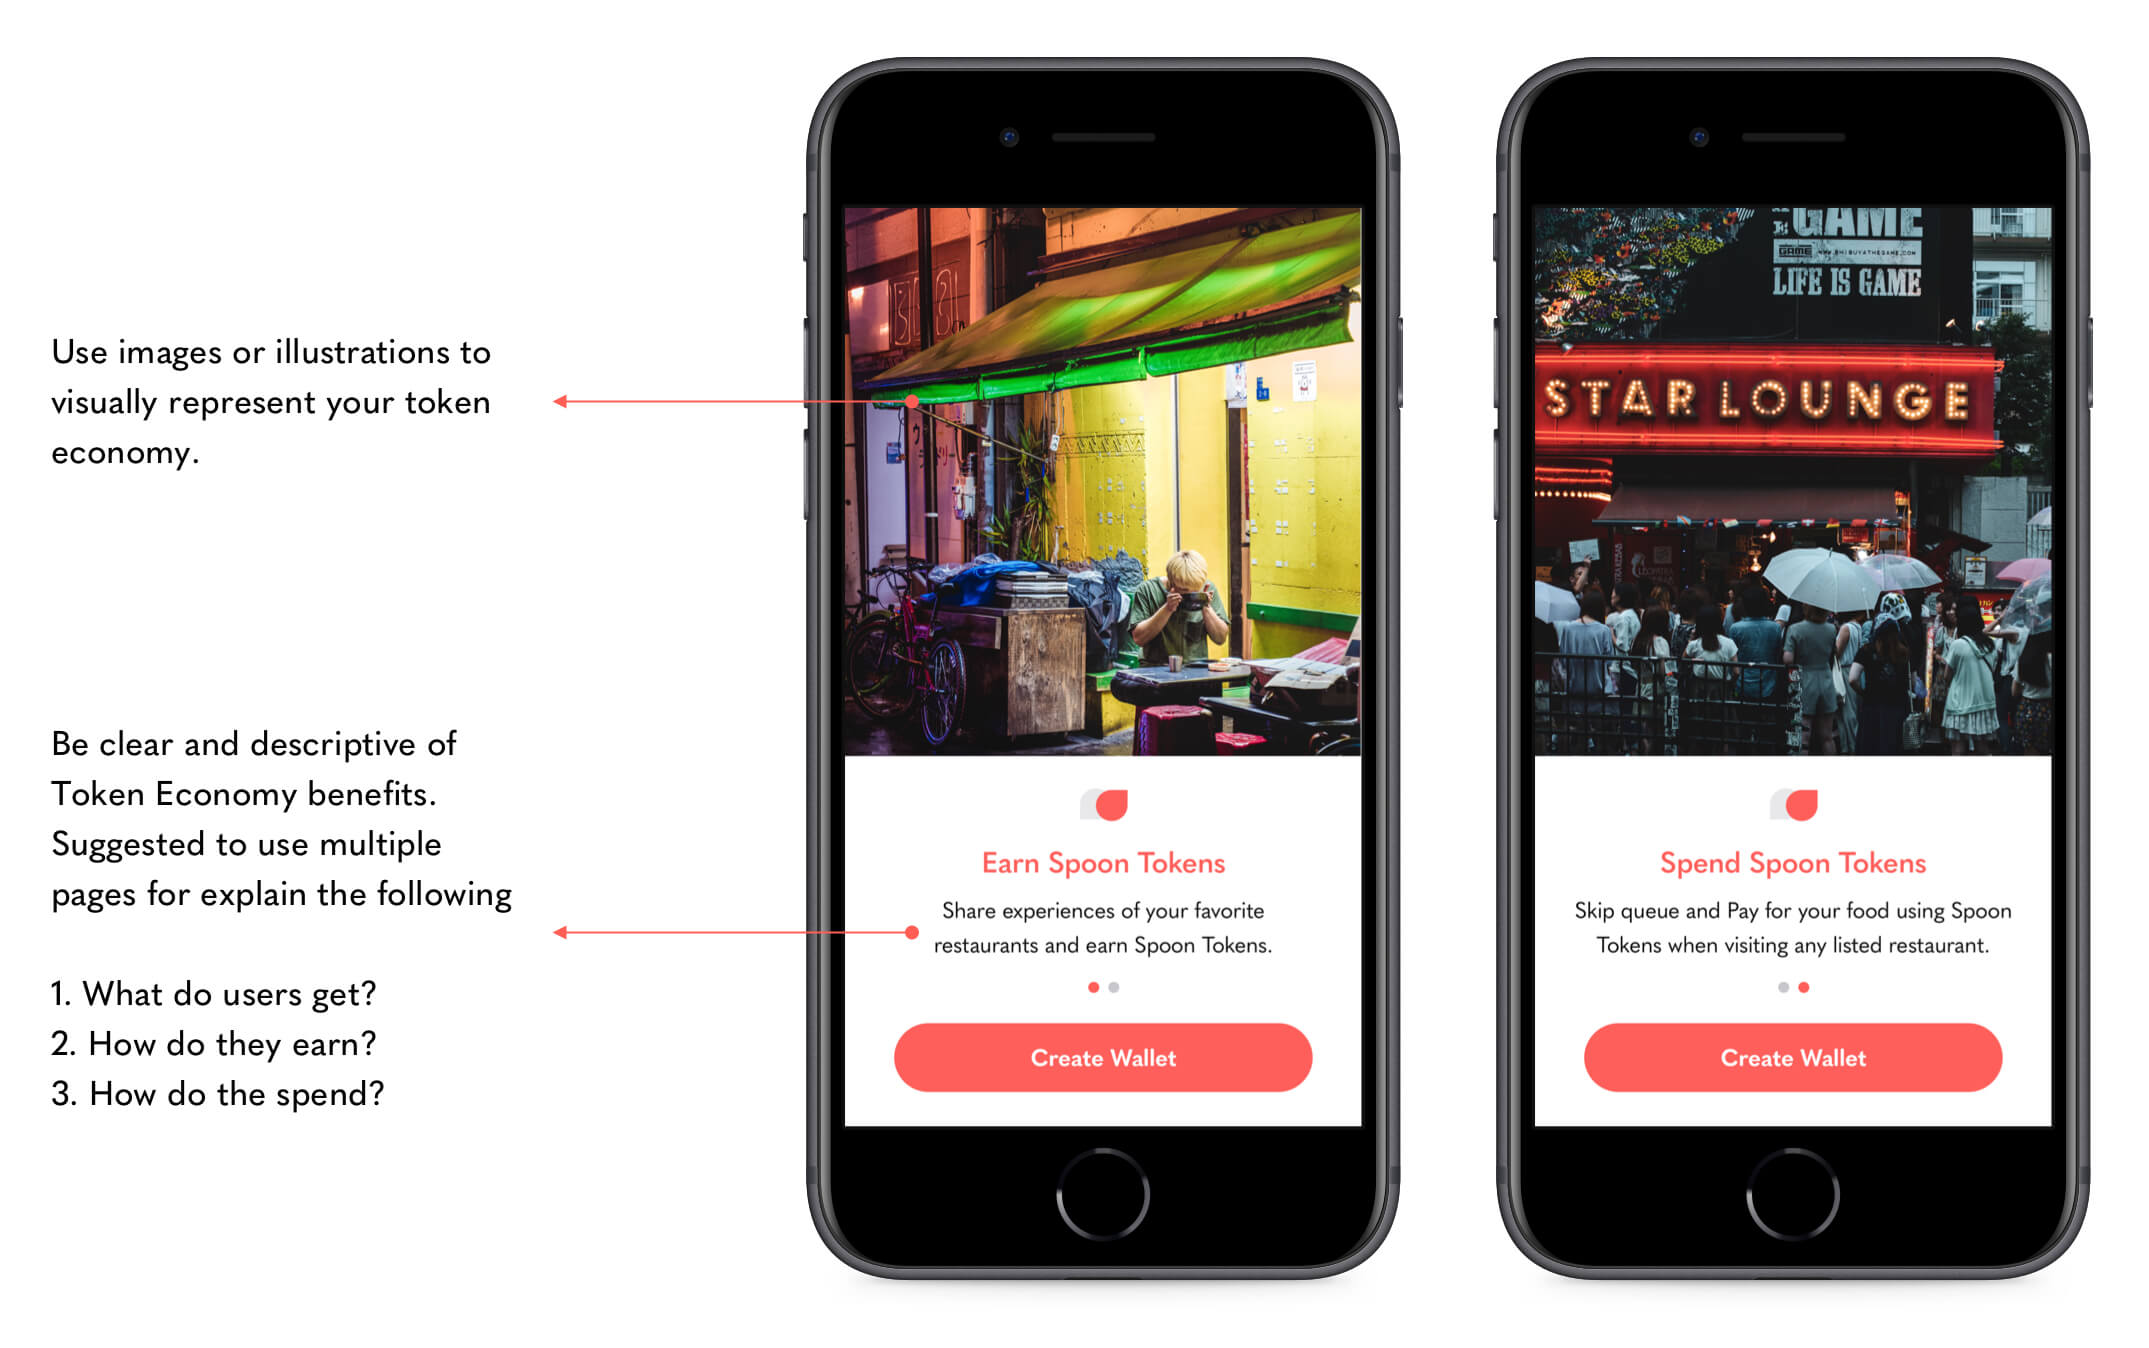 Use images or illustrations to
visually represent your token
economy.
Be clear and descriptive of
Token Economy benefits.
Suggested to use multiple
pages for explain the following
1. What do users get?
2. How do they earn?
3. How do the spend?
Earn Spoon Tokens
Share experiences of your favorite
restaurants and earn Spoon Tokens.
Create Wallet
GAME
GAME WWW.SHIBUYATHEGAME.COM
LIFE IS GAME
STAR LOUNGE
Spend Spoon Tokens
Skip queue and Pay for your food using Spoon
Tokens when visiting any listed restaurant.
Create Wallet